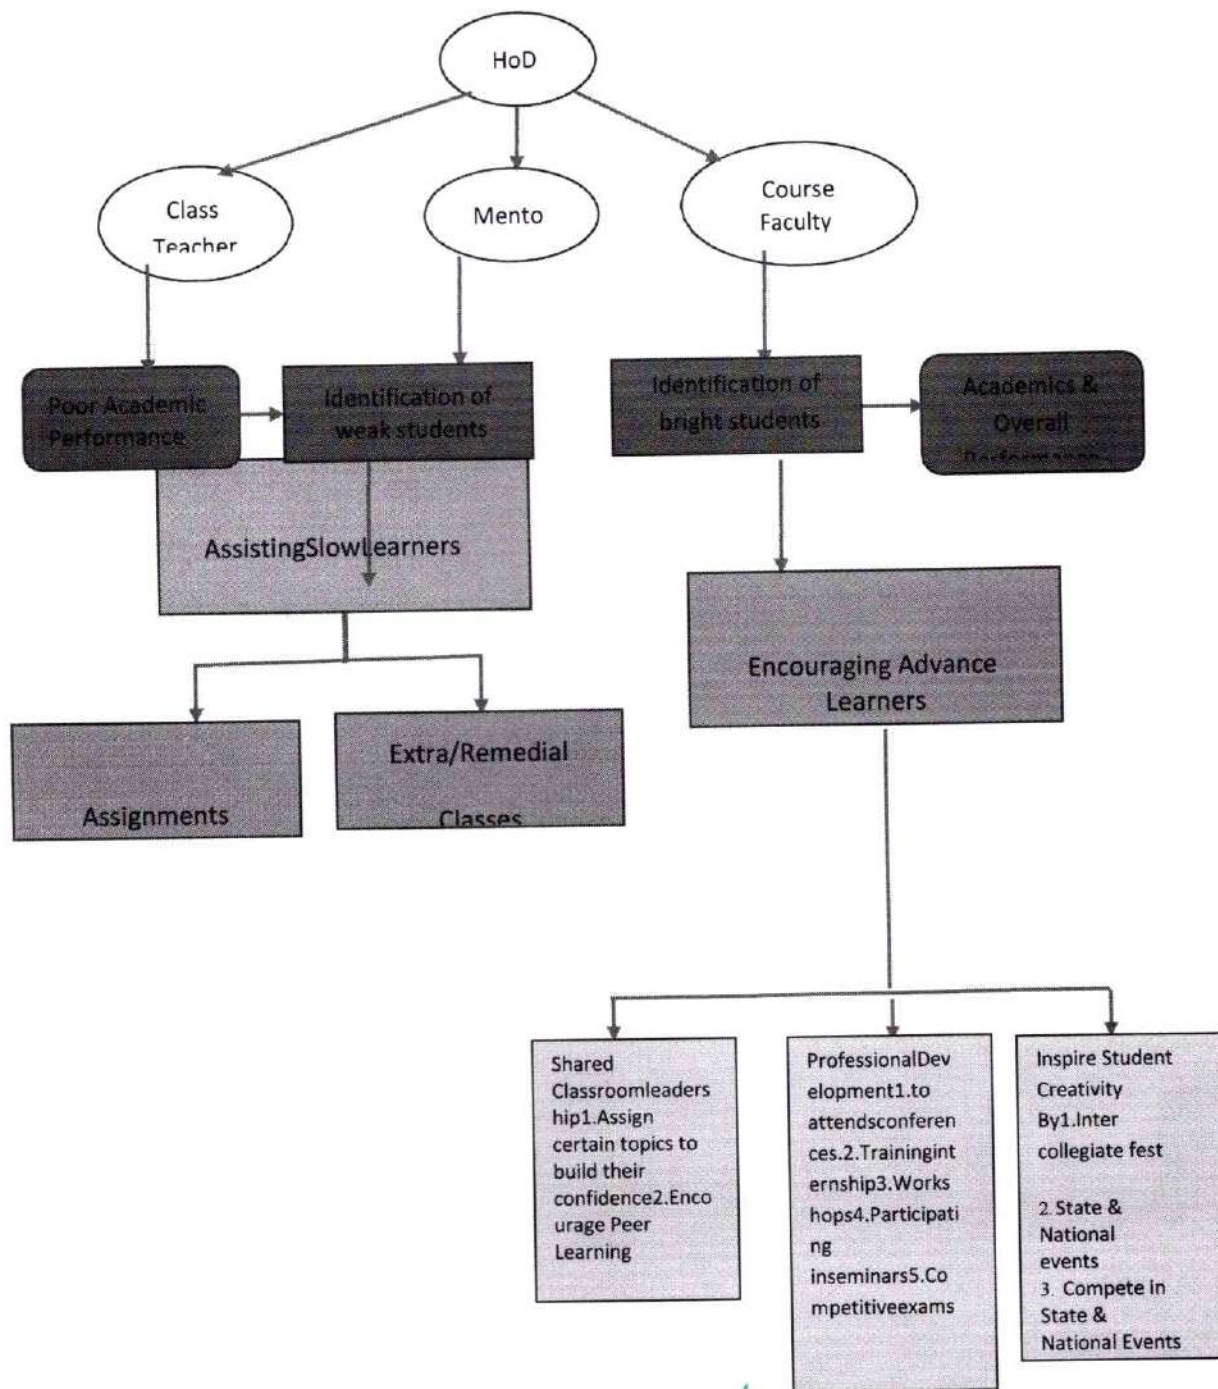 HoD
Class
Teacher
Mento
Course
Faculty
Poor Academic
Performance
Identification of
weak students
Identification of
bright students
Academics &
Overall
Performance
AssistingSlowLearners
Encouraging Advance
Learners
Assignments
Extra/Remedial
Classes
Shared
Classroomleaders
hip1.Assign
certain topics to
build their
confidence2.Enco
urage Peer
Learning
ProfessionalDev
elopment1.to
attendsconferen
ces.2.Trainingint
ernship3.Works
hops4.Participati
ng
inseminars5.Co
mpetitiveexams
Inspire Student
Creativity
By1.Inter
collegiate fest
2. State &
National
events
3. Compete in
State &
National Events